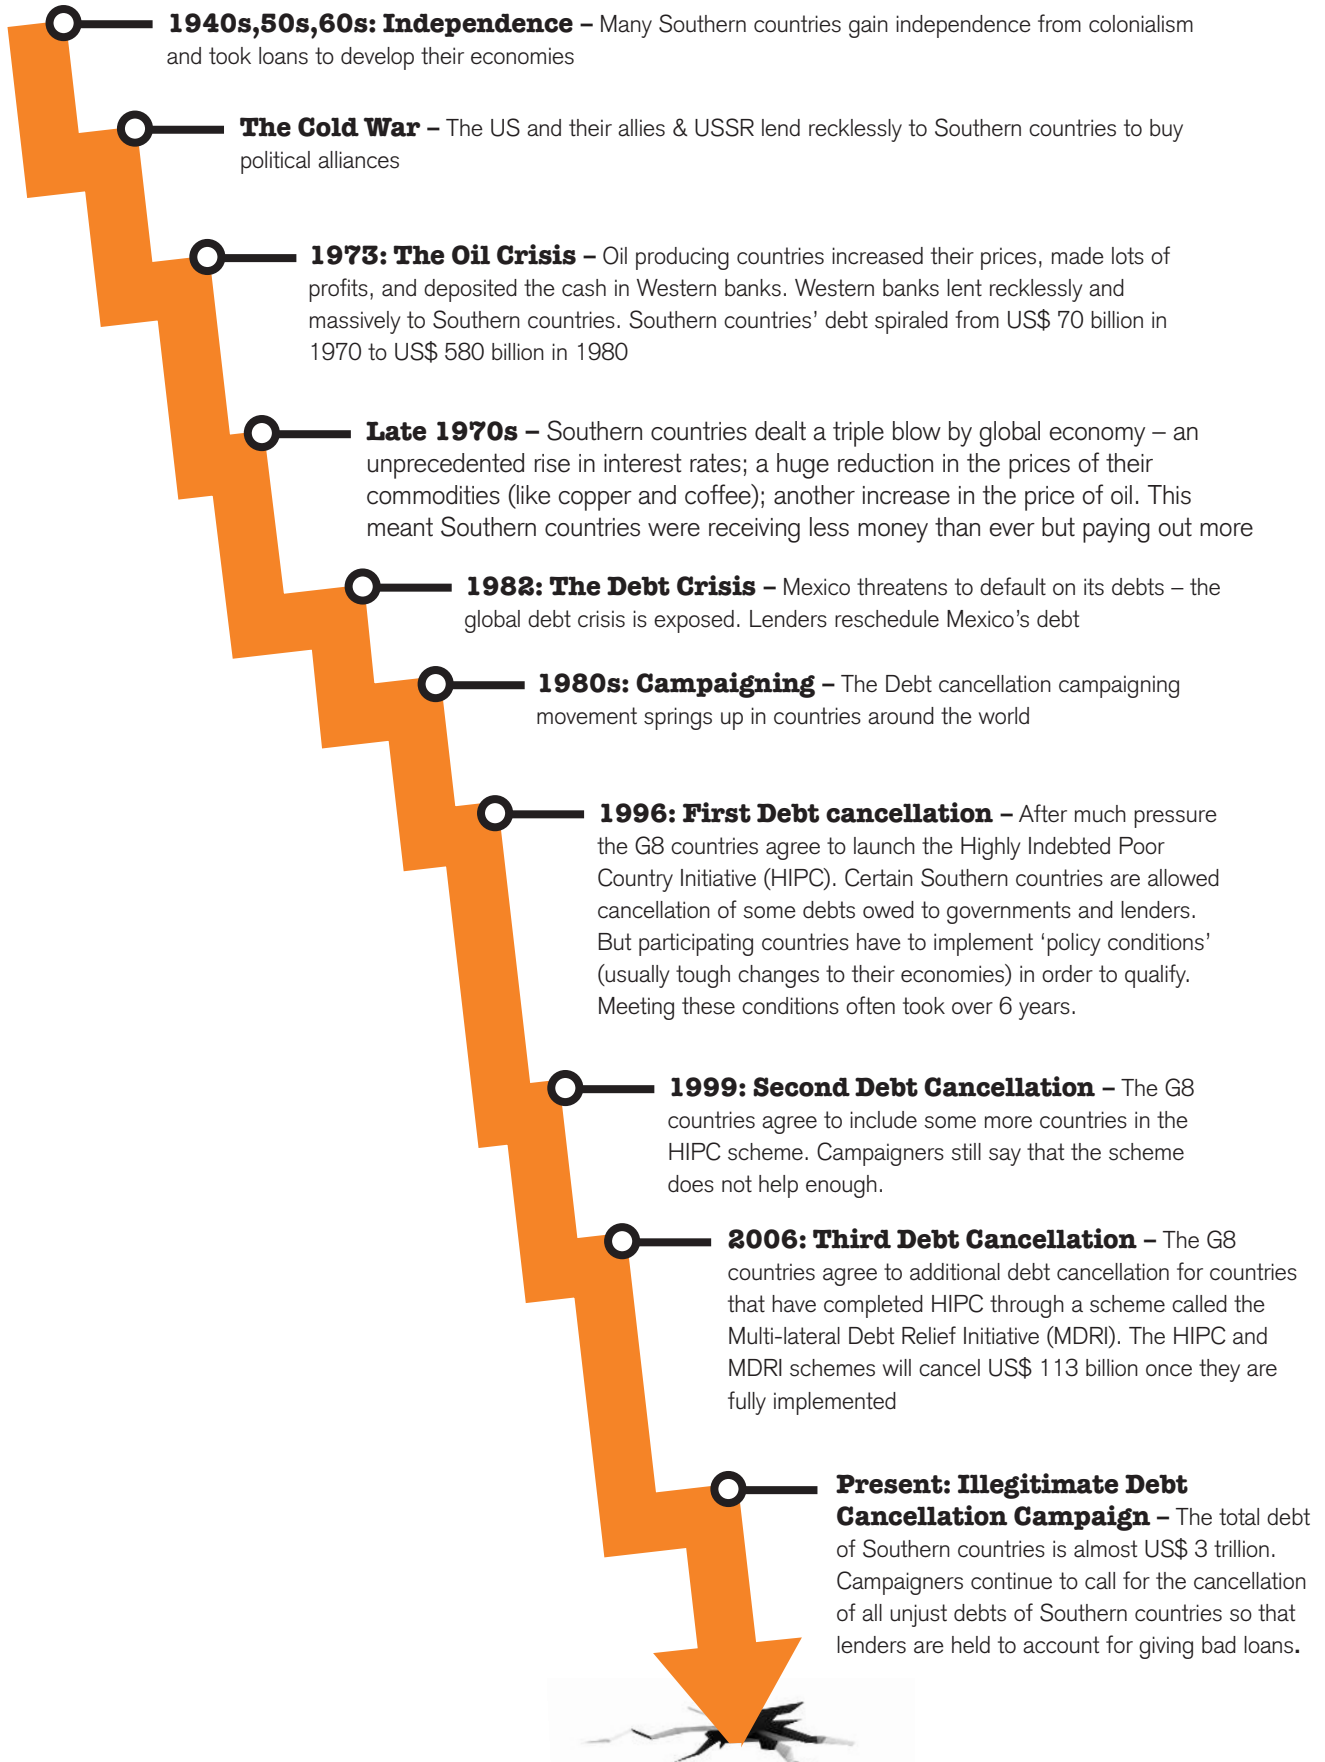 1940s,50s,60s: Independence – Many Southern countries gain independence from colonialism
and took loans to develop their economies
The Cold War – The US and their allies & USSR lend recklessly to Southern countries to buy
political alliances
1973: The Oil Crisis – Oil producing countries increased their prices, made lots of
profits, and deposited the cash in Western banks. Western banks lent recklessly and
massively to Southern countries. Southern countries' debt spiraled from US$ 70 billion in
1970 to US$ 580 billion in 1980
Late 1970s – Southern countries dealt a triple blow by global economy – an
unprecedented rise in interest rates; a huge reduction in the prices of their
commodities (like copper and coffee); another increase in the price of oil. This
meant Southern countries were receiving less money than ever but paying out more
1982: The Debt Crisis – Mexico threatens to default on its debts – the
global debt crisis is exposed. Lenders reschedule Mexico's debt
1980s: Campaigning – The Debt cancellation campaigning
movement springs up in countries around the world
1996: First Debt cancellation – After much pressure
the G8 countries agree to launch the Highly Indebted Poor
Country Initiative (HIPC). Certain Southern countries are allowed
cancellation of some debts owed to governments and lenders.
But participating countries have to implement 'policy conditions'
(usually tough changes to their economies) in order to qualify.
Meeting these conditions often took over 6 years.
1999: Second Debt Cancellation – The G8
countries agree to include some more countries in the
HIPC scheme. Campaigners still say that the scheme
does not help enough.
2006: Third Debt Cancellation – The G8
countries agree to additional debt cancellation for countries
that have completed HIPC through a scheme called the
Multi-lateral Debt Relief Initiative (MDRI). The HIPC and
MDRI schemes will cancel US$ 113 billion once they are
fully implemented
Present: Illegitimate Debt
Cancellation Campaign – The total debt
of Southern countries is almost US$ 3 trillion.
Campaigners continue to call for the cancellation
of all unjust debts of Southern countries so that
lenders are held to account for giving bad loans.